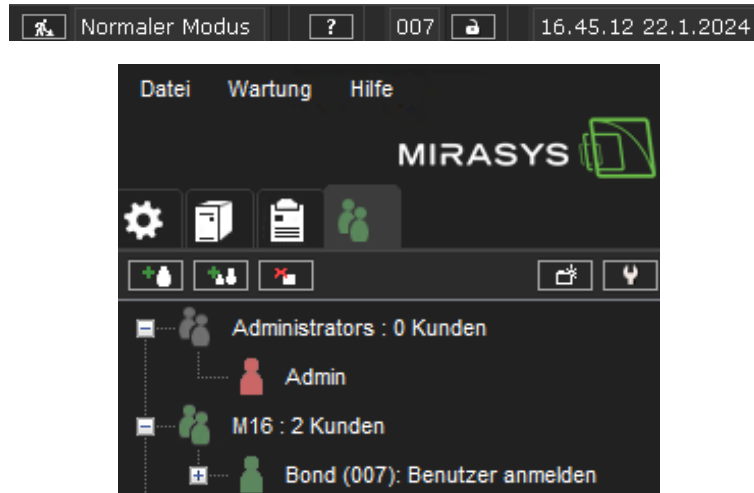 Normaler Modus ? 007 16.45.12 22.1.2024
Datei Wartung Hilfe
MIRASYS
Administrators : 0 Kunden
Admin
M16 : 2 Kunden
Bond (007): Benutzer anmelden